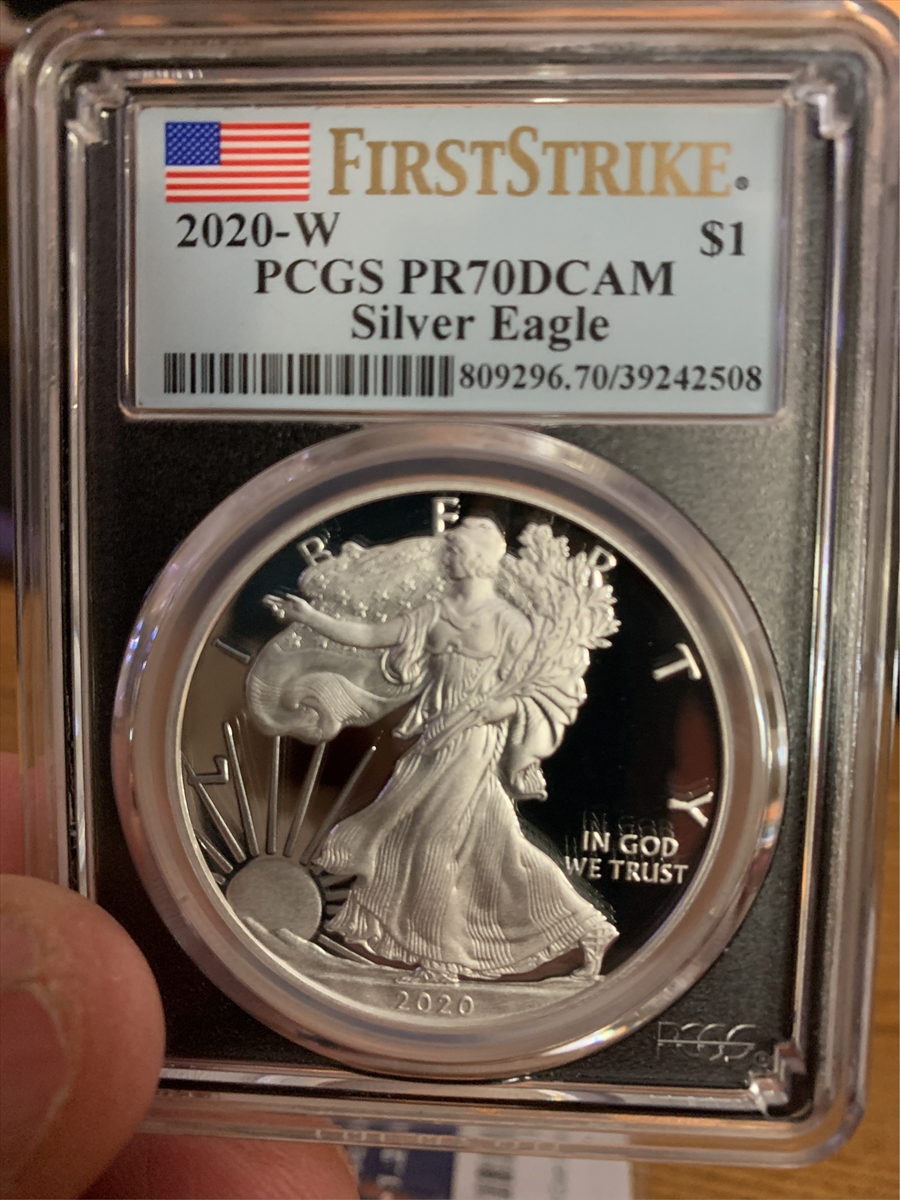 FIRSTSTRIKE®
2020-W $1
PCGS PR70DCAM
Silver Eagle
809296.70/39242508
LIBERTY
IN GOD
WE TRUST
2020
PCGS